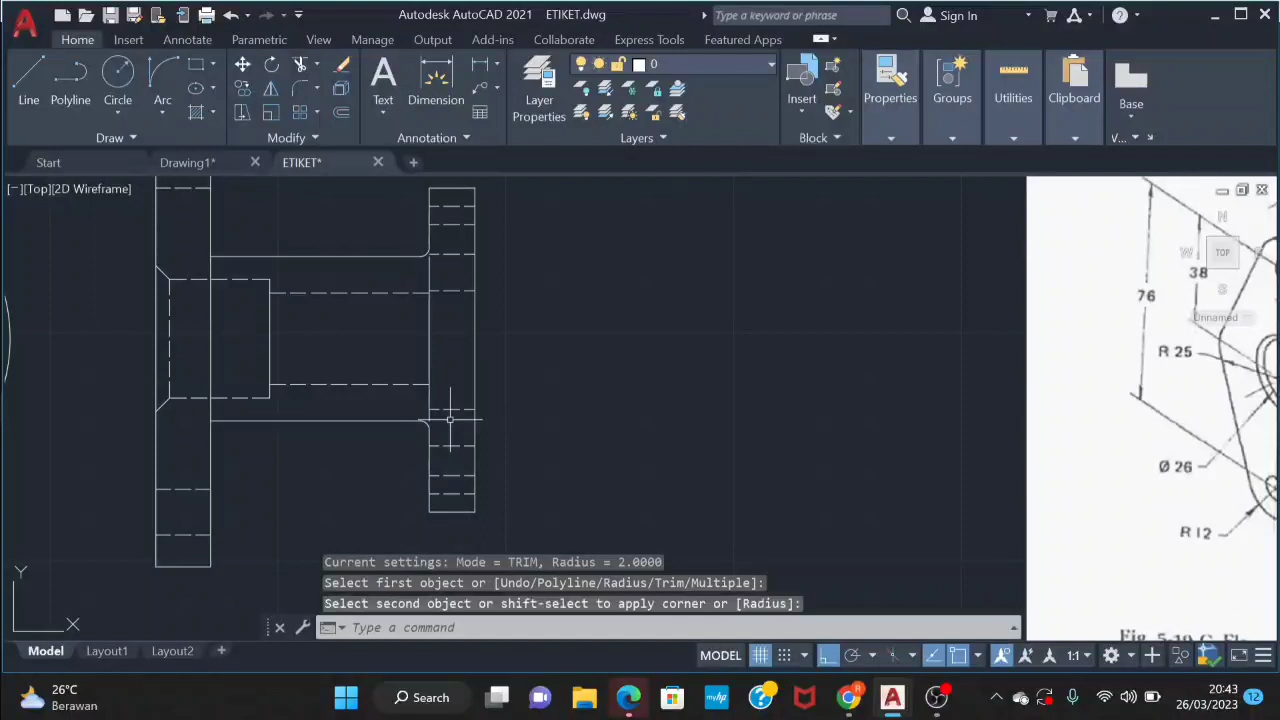 Autodesk AutoCAD 2021 ETIKET.dwg
Type a keyword or phrase
Sign In
Home Insert Annotate Parametric View Manage Output Add-ins Collaborate Express Tools Featured Apps
Line Polyline Circle Arc
Text Dimension
Layer Properties
0
Insert
Properties Groups Utilities Clipboard Base
Draw Modify Annotation Layers Block V...
Start Drawing1* ETIKET*
[−][Top][2D Wireframe]
N
W TOP
S
Unnamed
38
76
R 25
Ø 26
R 12
Current settings: Mode = TRIM, Radius = 2.0000
Select first object or [Undo/Polyline/Radius/Trim/Multiple]:
Select second object or shift-select to apply corner or [Radius]:
Type a command
Y
X
Model Layout1 Layout2
MODEL 1:1
26°C
Berawan
Search
20:43
26/03/2023
12